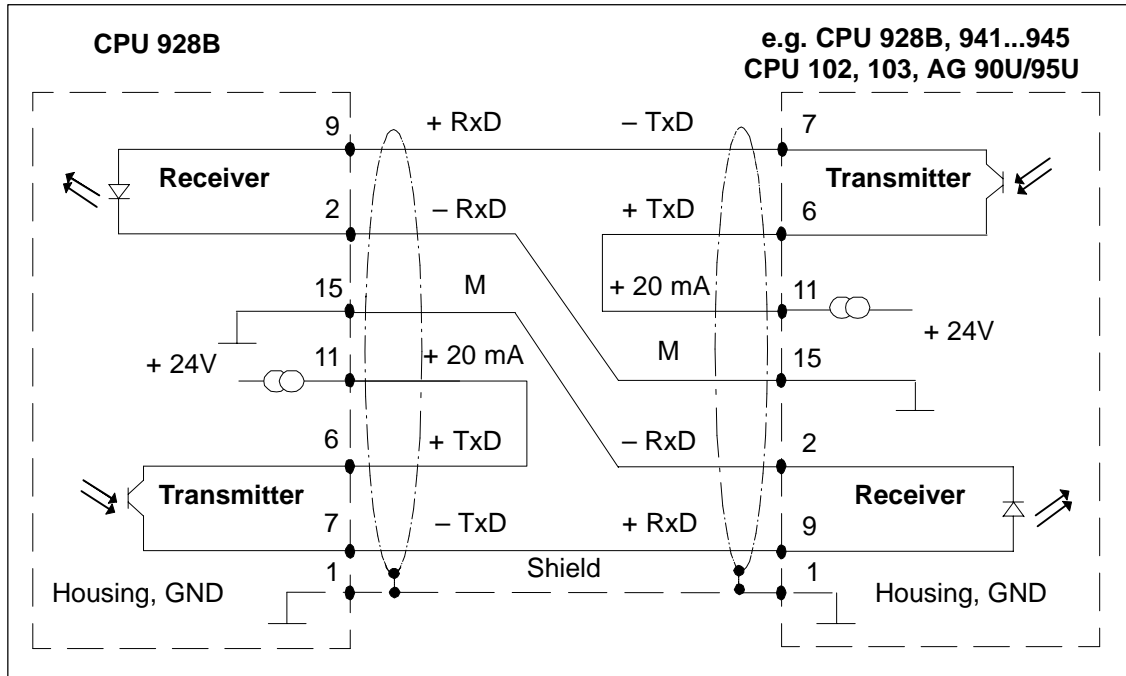 CPU 928B
e.g. CPU 928B, 941...945
CPU 102, 103, AG 90U/95U
9
+ RxD
– TxD
7
Receiver
Transmitter
2
– RxD
+ TxD
6
15
M
+ 20 mA
11
+ 24V
+ 24V
11
+ 20 mA
M
15
6
+ TxD
– RxD
2
Transmitter
Receiver
7
– TxD
+ RxD
9
1
Shield
1
Housing, GND
Housing, GND